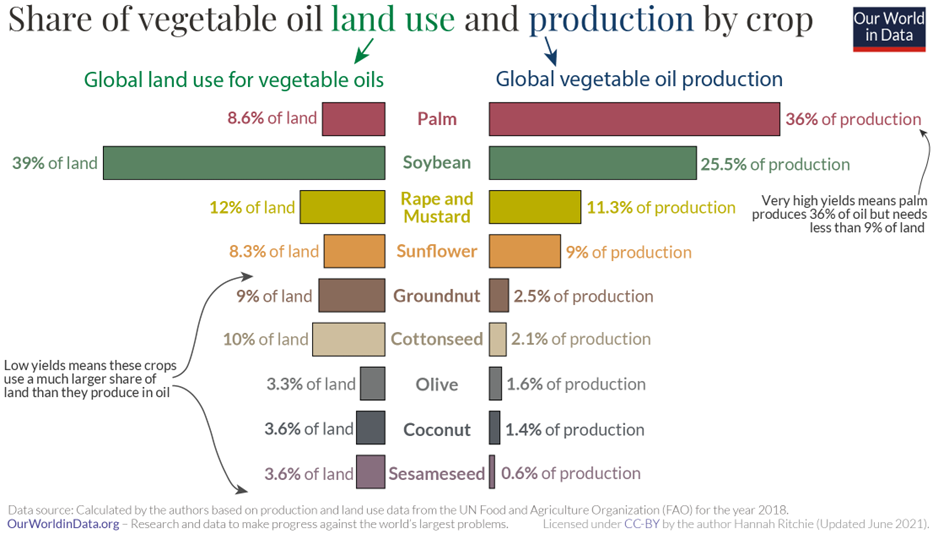 Share of vegetable oil land use and production by crop
Our World
in Data
Global land use for vegetable oils
Global vegetable oil production
8.6% of land
Palm
36% of production
39% of land
Soybean
25.5% of production
12% of land
Rape and
Mustard
11.3% of production
Very high yields means palm
produces 36% of oil but needs
less than 9% of land
8.3% of land
Sunflower
9% of production
9% of land
Groundnut
2.5% of production
10% of land
Cottonseed
2.1% of production
Low yields means these crops
use a much larger share of
land than they produce in oil
3.3% of land
Olive
1.6% of production
3.6% of land
Coconut
1.4% of production
3.6% of land
Sesameseed
0.6% of production
Data source: Calculated by the authors based on production and land use data from the UN Food and Agriculture Organization (FAO) for the year 2018.
OurWorldinData.org – Research and data to make progress against the world's largest problems.
Licensed under CC-BY by the author Hannah Ritchie (Updated June 2021).